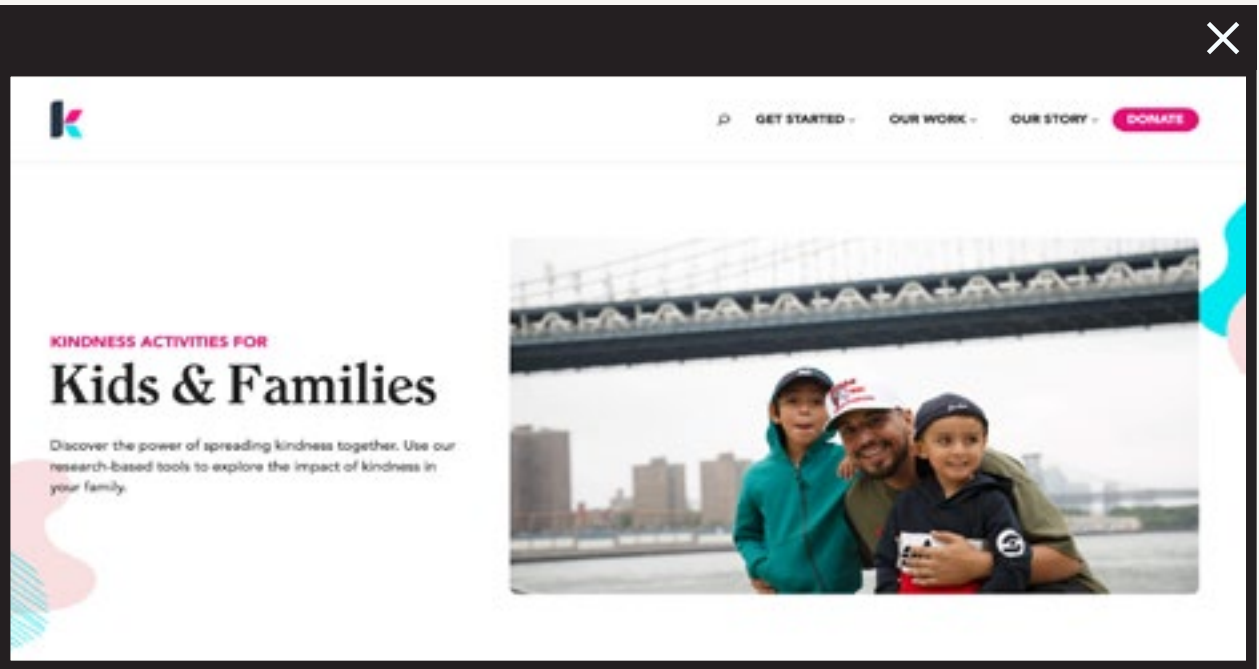 k
GET STARTED
OUR WORK
OUR STORY
DONATE
KINDNESS ACTIVITIES FOR
Kids & Families
Discover the power of spreading kindness together. Use our
research-based tools to explore the impact of kindness in
your family.